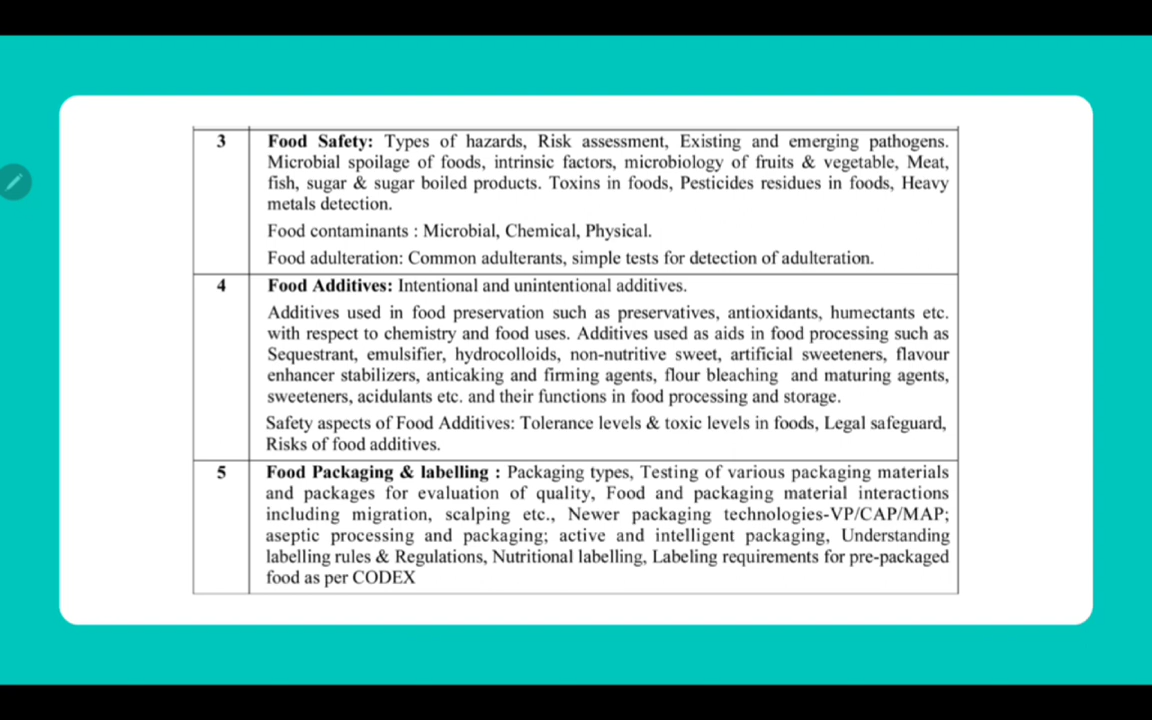 3 Food Safety: Types of hazards, Risk assessment, Existing and emerging pathogens.
Microbial spoilage of foods, intrinsic factors, microbiology of fruits & vegetable, Meat,
fish, sugar & sugar boiled products. Toxins in foods, Pesticides residues in foods, Heavy
metals detection.
Food contaminants : Microbial, Chemical, Physical.
Food adulteration: Common adulterants, simple tests for detection of adulteration.
4 Food Additives: Intentional and unintentional additives.
Additives used in food preservation such as preservatives, antioxidants, humectants etc.
with respect to chemistry and food uses. Additives used as aids in food processing such as
Sequestrant, emulsifier, hydrocolloids, non-nutritive sweet, artificial sweeteners, flavour
enhancer stabilizers, anticaking and firming agents, flour bleaching and maturing agents,
sweeteners, acidulants etc. and their functions in food processing and storage.
Safety aspects of Food Additives: Tolerance levels & toxic levels in foods, Legal safeguard,
Risks of food additives.
5 Food Packaging & labelling : Packaging types, Testing of various packaging materials
and packages for evaluation of quality, Food and packaging material interactions
including migration, scalping etc., Newer packaging technologies-VP/CAP/MAP;
aseptic processing and packaging; active and intelligent packaging, Understanding
labelling rules & Regulations, Nutritional labelling, Labeling requirements for pre-packaged
food as per CODEX